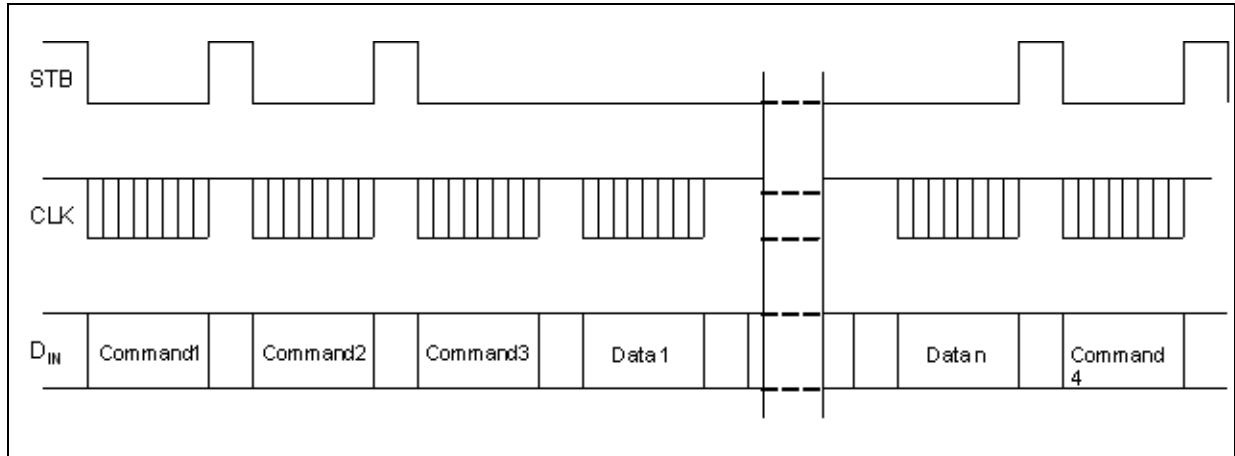 STB
CLK
DIN
Command1
Command2
Command3
Data 1
Data n
Command
4